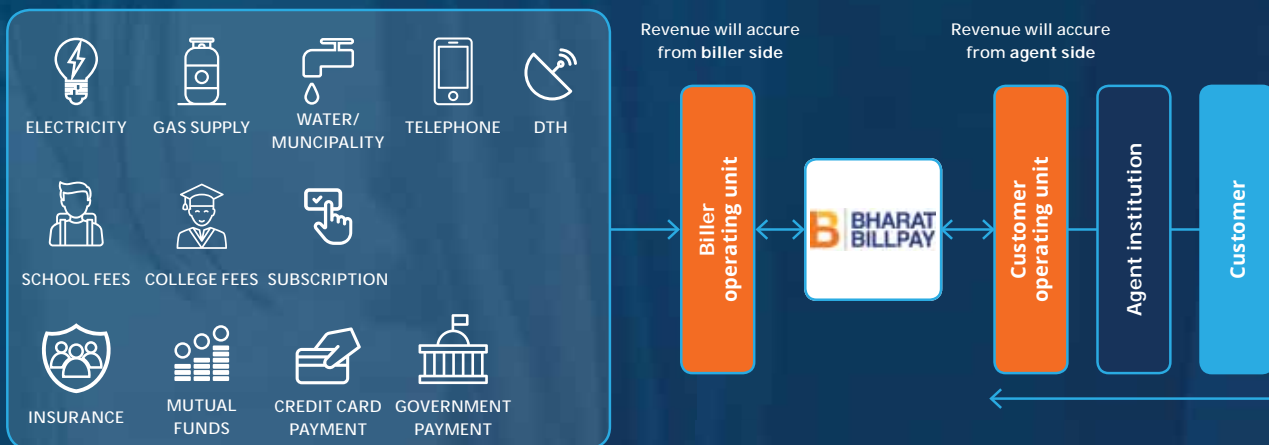 ELECTRICITY
GAS SUPPLY
WATER/
MUNCIPALITY
TELEPHONE
DTH
SCHOOL FEES
COLLEGE FEES
SUBSCRIPTION
INSURANCE
MUTUAL
FUNDS
CREDIT CARD
PAYMENT
GOVERNMENT
PAYMENT
Revenue will accure
from biller side
Biller
operating unit
B BHARAT
BILLPAY
Revenue will accure
from agent side
Customer
operating unit
Agent institution
Customer